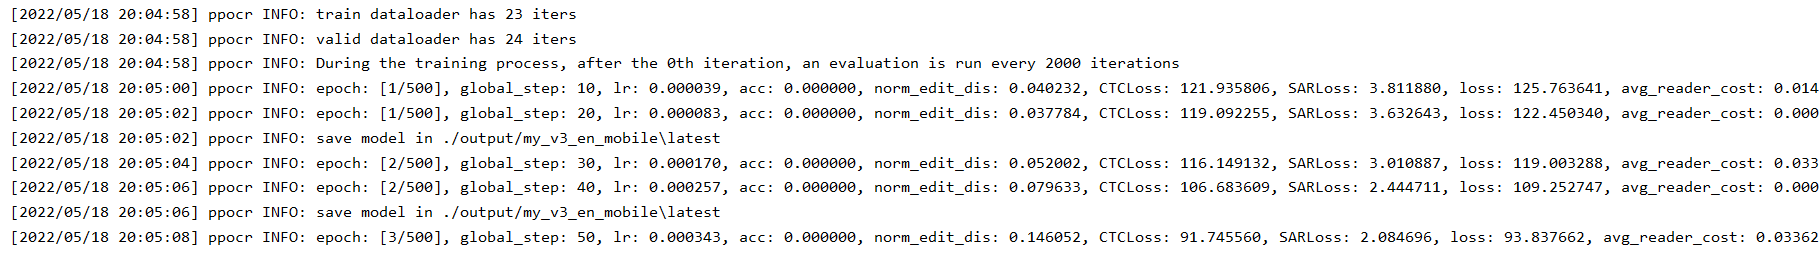 [2022/05/18 20:04:58] ppocr INFO: train dataloader has 23 iters
[2022/05/18 20:04:58] ppocr INFO: valid dataloader has 24 iters
[2022/05/18 20:04:58] ppocr INFO: During the training process, after the 0th iteration, an evaluation is run every 2000 iterations
[2022/05/18 20:05:00] ppocr INFO: epoch: [1/500], global_step: 10, lr: 0.000039, acc: 0.000000, norm_edit_dis: 0.040232, CTCLoss: 121.935806, SARLoss: 3.811880, loss: 125.763641, avg_reader_cost: 0.014
[2022/05/18 20:05:02] ppocr INFO: epoch: [1/500], global_step: 20, lr: 0.000083, acc: 0.000000, norm_edit_dis: 0.037784, CTCLoss: 119.092255, SARLoss: 3.632643, loss: 122.450340, avg_reader_cost: 0.000
[2022/05/18 20:05:02] ppocr INFO: save model in ./output/my_v3_en_mobile\latest
[2022/05/18 20:05:04] ppocr INFO: epoch: [2/500], global_step: 30, lr: 0.000170, acc: 0.000000, norm_edit_dis: 0.052002, CTCLoss: 116.149132, SARLoss: 3.010887, loss: 119.003288, avg_reader_cost: 0.033
[2022/05/18 20:05:06] ppocr INFO: epoch: [2/500], global_step: 40, lr: 0.000257, acc: 0.000000, norm_edit_dis: 0.079633, CTCLoss: 106.683609, SARLoss: 2.444711, loss: 109.252747, avg_reader_cost: 0.000
[2022/05/18 20:05:06] ppocr INFO: save model in ./output/my_v3_en_mobile\latest
[2022/05/18 20:05:08] ppocr INFO: epoch: [3/500], global_step: 50, lr: 0.000343, acc: 0.000000, norm_edit_dis: 0.146052, CTCLoss: 91.745560, SARLoss: 2.084696, loss: 93.837662, avg_reader_cost: 0.03362